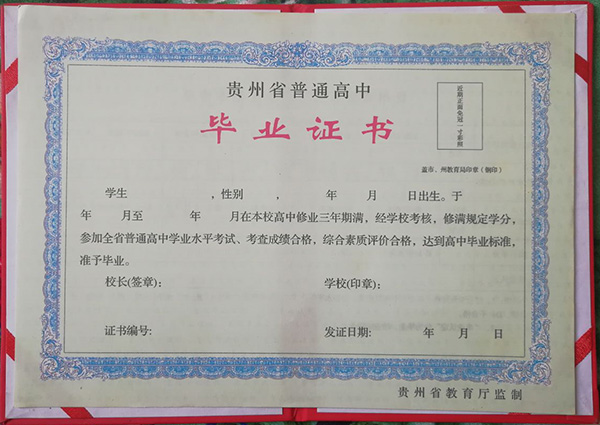 贵州省普通高中
毕业证书
近期正面免冠一寸彩照
盖市、州教育局印章（钢印）
学生 ，性别 ， 年 月 日出生。于
年 月至 年 月在本校高中修业三年期满，经学校考核，修满规定学分，
参加全省普通高中学业水平考试、考查成绩合格，综合素质评价合格，达到高中毕业标准，
准予毕业。
校长(签章)： 学校(印章)：
证书编号: 发证日期: 年 月 日
贵州省教育厅监制